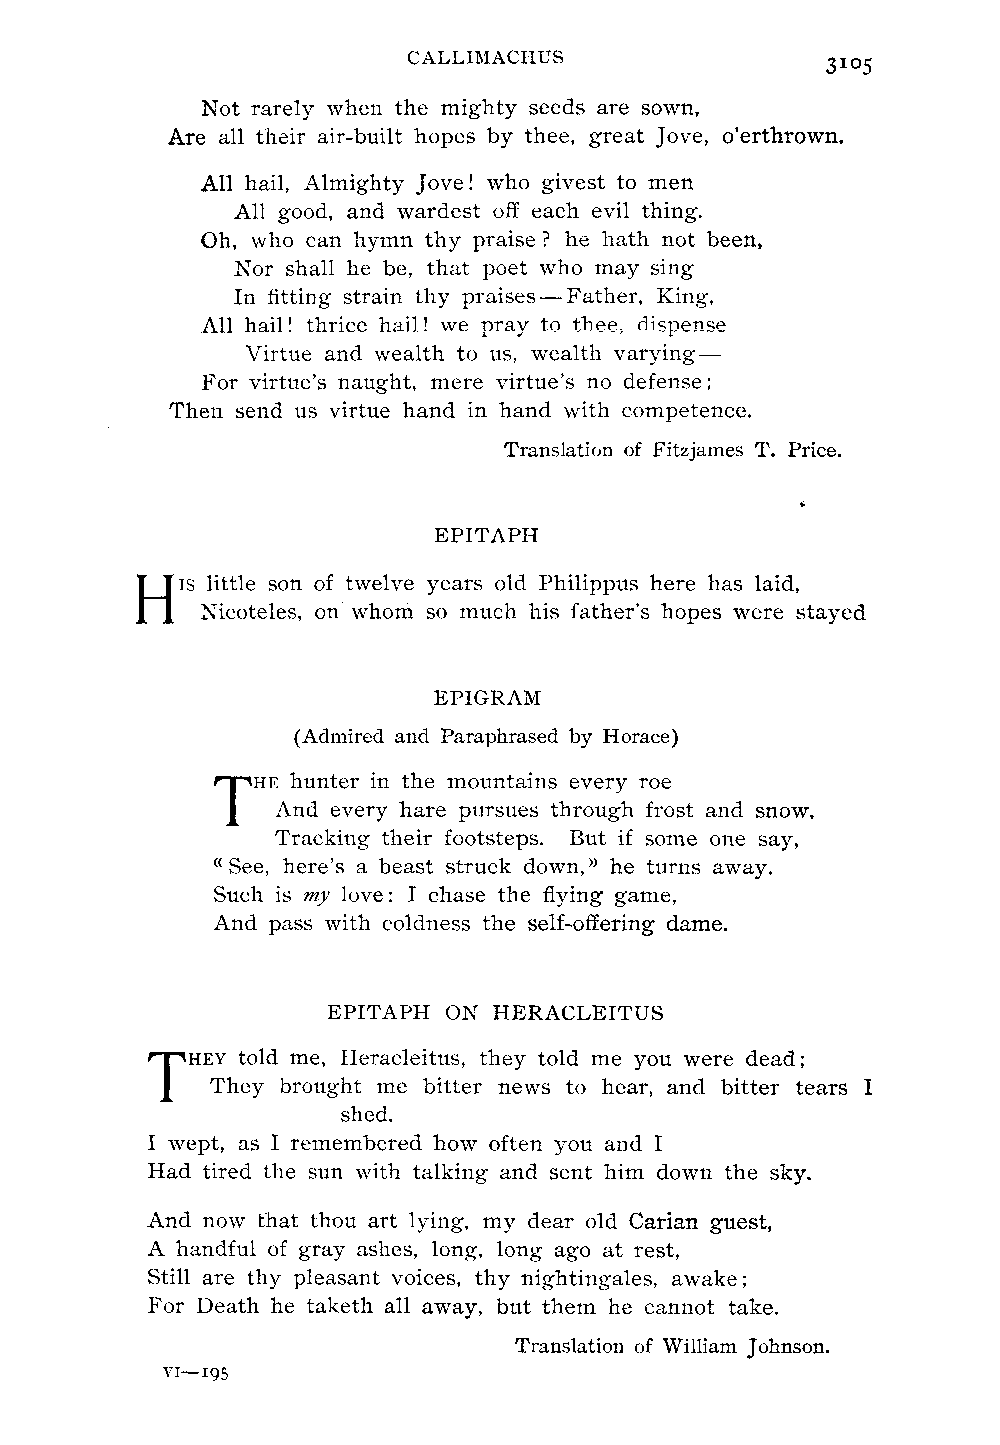 CALLIMACHUS
3105
Not rarely when the mighty seeds are sown,
Are all their air-built hopes by thee, great Jove, o'erthrown.
All hail, Almighty Jove! who givest to men
All good, and wardest off each evil thing.
Oh, who can hymn thy praise? he hath not been,
Nor shall he be, that poet who may sing
In fitting strain thy praises—Father, King,
All hail! thrice hail! we pray to thee, dispense
Virtue and wealth to us, wealth varying—
For virtue's naught, mere virtue's no defense;
Then send us virtue hand in hand with competence.
Translation of Fitzjames T. Price.
EPITAPH
HIS little son of twelve years old Philippus here has laid,
Nicoteles, on whom so much his father's hopes were stayed
EPIGRAM
(Admired and Paraphrased by Horace)
THE hunter in the mountains every roe
And every hare pursues through frost and snow,
Tracking their footsteps. But if some one say,
“See, here's a beast struck down,” he turns away.
Such is my love: I chase the flying game,
And pass with coldness the self-offering dame.
EPITAPH ON HERACLEITUS
THEY told me, Heracleitus, they told me you were dead;
They brought me bitter news to hear, and bitter tears I
shed.
I wept, as I remembered how often you and I
Had tired the sun with talking and sent him down the sky.
And now that thou art lying, my dear old Carian guest,
A handful of gray ashes, long, long ago at rest,
Still are thy pleasant voices, thy nightingales, awake;
For Death he taketh all away, but them he cannot take.
Translation of William Johnson.
VI—195